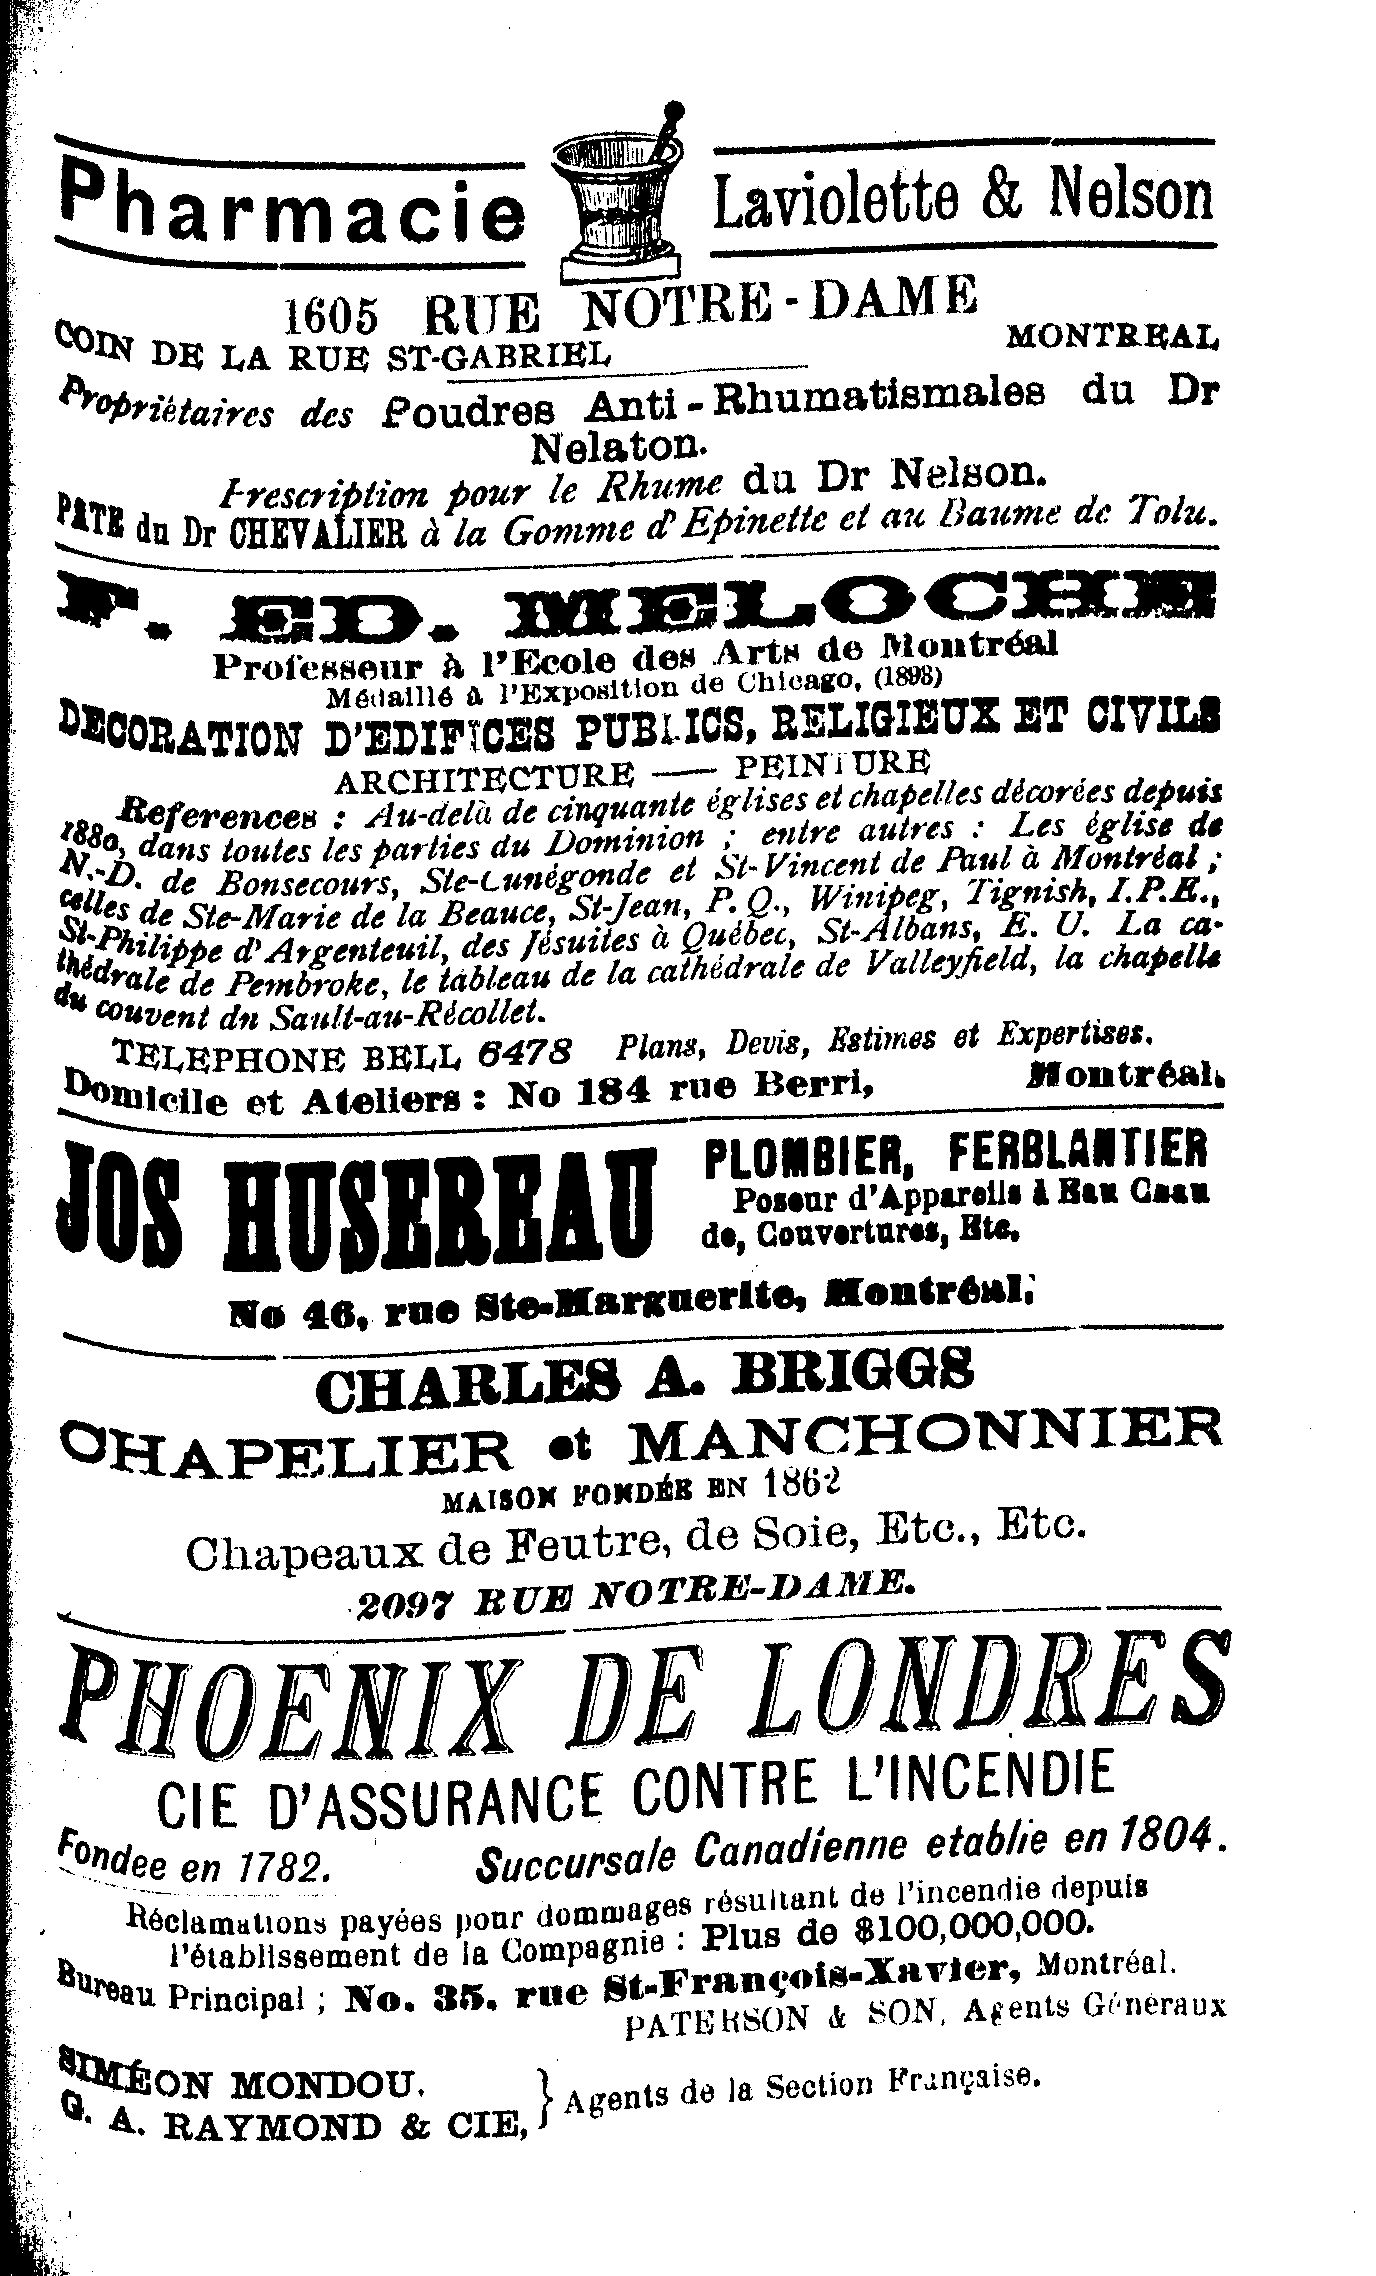 Pharmacie Laviolette & Nelson
1605 RUE NOTRE-DAME
COIN DE LA RUE ST-GABRIEL MONTREAL
Propriétaires des Poudres Anti-Rhumatismales du Dr
Nelaton.
Prescription pour le Rhume du Dr Nelson.
PATE du Dr CHEVALIER à la Gomme d'Epinette et au Baume de Tolu.
F. ED. MELOCHE
Professeur à l'Ecole des Arts de Montréal
Médaillé à l'Exposition de Chicago, (1893)
DECORATION D'EDIFICES PUBLICS, RELIGIEUX ET CIVILS
ARCHITECTURE — PEINTURE
References : Au-delà de cinquante églises et chapelles décorées depuis
1880, dans toutes les parties du Dominion ; entre autres : Les église de
N.-D. de Bonsecours, Ste-Cunégonde et St-Vincent de Paul à Montréal ;
celles de Ste-Marie de la Beauce, St-Jean, P. Q., Winipeg, Tignish, I.P.E.,
St-Philippe d'Argenteuil, des Jésuites à Québec, St-Albans, E. U. La ca-
thédrale de Pembroke, le tableau de la cathédrale de Valleyfield, la chapelle
du couvent du Sault-au-Récollet.
TELEPHONE BELL 6478 Plans, Devis, Estimes et Expertises.
Domicile et Ateliers : No 184 rue Berri, Montréal.
JOS HUSEREAU PLOMBIER, FERBLANTIER
Poseur d'Appareils à Eau Chau
de, Couvertures, Etc.
No 46, rue Ste-Marguerite, Montréal.
CHARLES A. BRIGGS
CHAPELIER et MANCHONNIER
MAISON FONDÉE EN 1862
Chapeaux de Feutre, de Soie, Etc., Etc.
2097 RUE NOTRE-DAME.
PHOENIX DE LONDRES
CIE D'ASSURANCE CONTRE L'INCENDIE
Fondee en 1782. Succursale Canadienne etablie en 1804.
Réclamations payées pour dommages résultant de l'incendie depuis
l'établissement de la Compagnie : Plus de $100,000,000.
Bureau Principal ; No. 35. rue St-François-Xavier, Montréal.
PATERSON & SON, Agents Géneraux
SIMÉON MONDOU.
G. A. RAYMOND & CIE, } Agents de la Section Française.